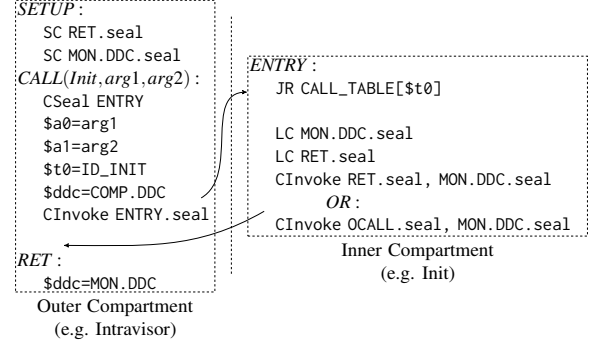 SETUP :
SC RET.seal
SC MON.DDC.seal
CALL(Init,arg1,arg2) :
CSeal ENTRY
$a0=arg1
$a1=arg2
$t0=ID_INIT
$ddc=COMP.DDC
CInvoke ENTRY.seal
RET :
$ddc=MON.DDC
Outer Compartment
(e.g. Intravisor)
ENTRY :
JR CALL_TABLE[$t0]
LC MON.DDC.seal
LC RET.seal
CInvoke RET.seal, MON.DDC.seal
OR :
CInvoke OCALL.seal, MON.DDC.seal
Inner Compartment
(e.g. Init)